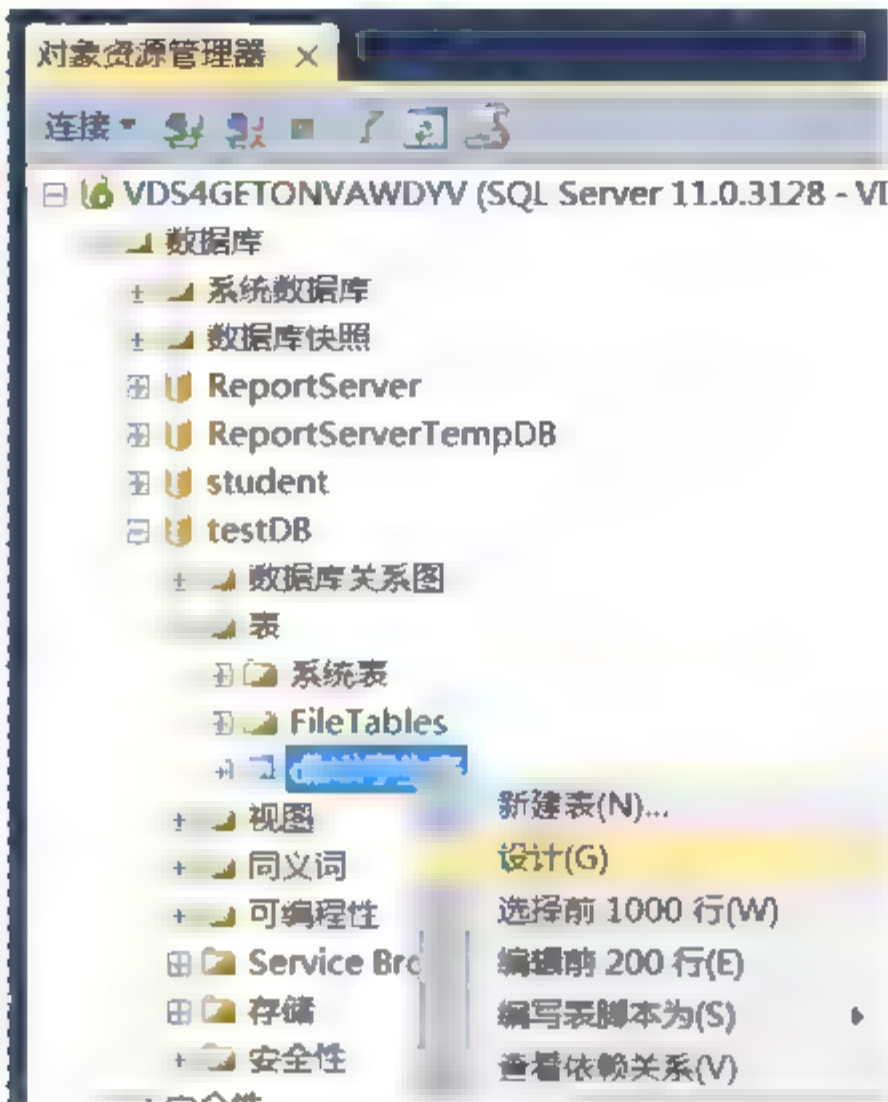 对象资源管理器
连接
VDS4GETONVAWDYV (SQL Server 11.0.3128 - VI
数据库
系统数据库
数据库快照
ReportServer
ReportServerTempDB
student
testDB
数据库关系图
表
系统表
FileTables
视图
新建表(N)...
同义词
设计(G)
可编程性
选择前 1000 行(W)
Service Brc
编辑前 200 行(E)
存储
编写表脚本为(S)
安全性
查看依赖关系(V)
安全性